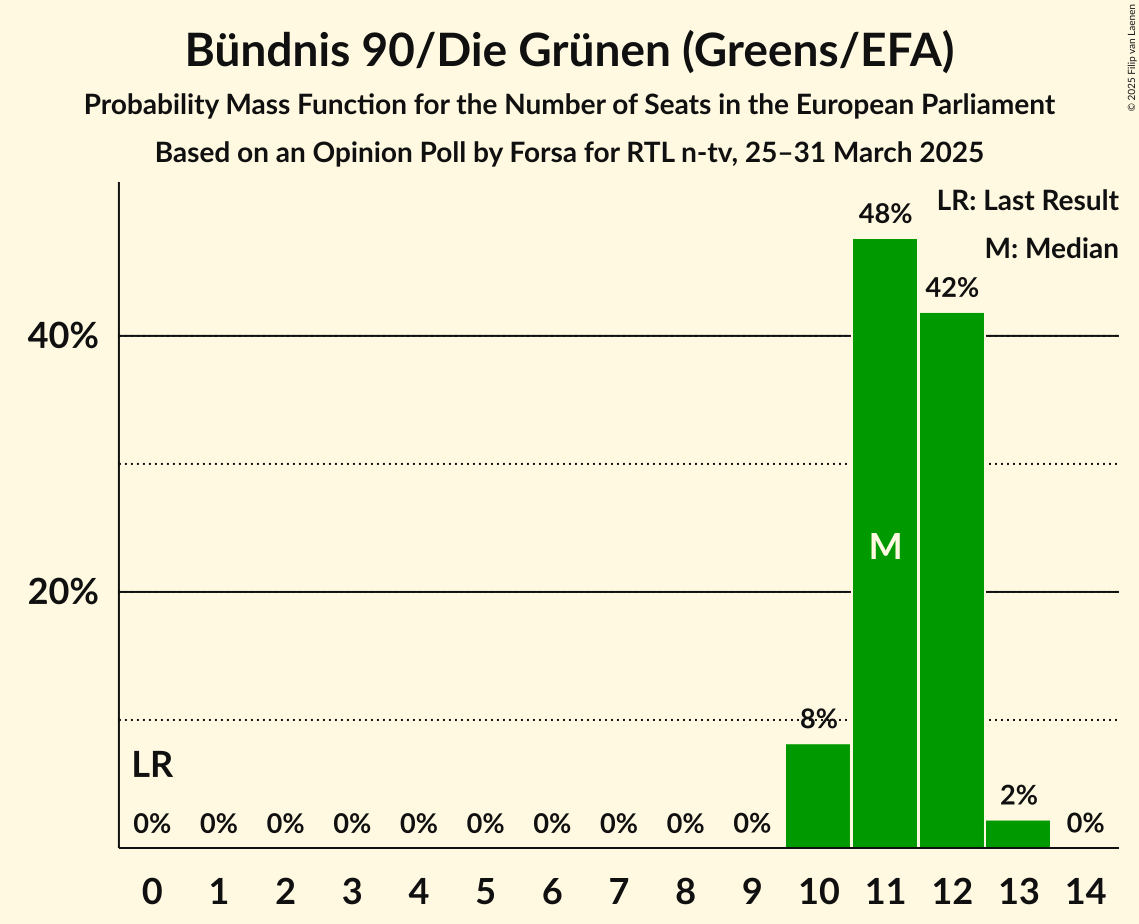 Bündnis 90/Die Grünen (Greens/EFA)
Probability Mass Function for the Number of Seats in the European Parliament
Based on an Opinion Poll by Forsa for RTL n-tv, 25–31 March 2025
© 2025 Filip van Laenen
LR: Last Result
M: Median
48%
42%
40%
M
20%
8%
LR
2%
0% 0% 0% 0% 0% 0% 0% 0% 0% 0% 0%
0 1 2 3 4 5 6 7 8 9 10 11 12 13 14